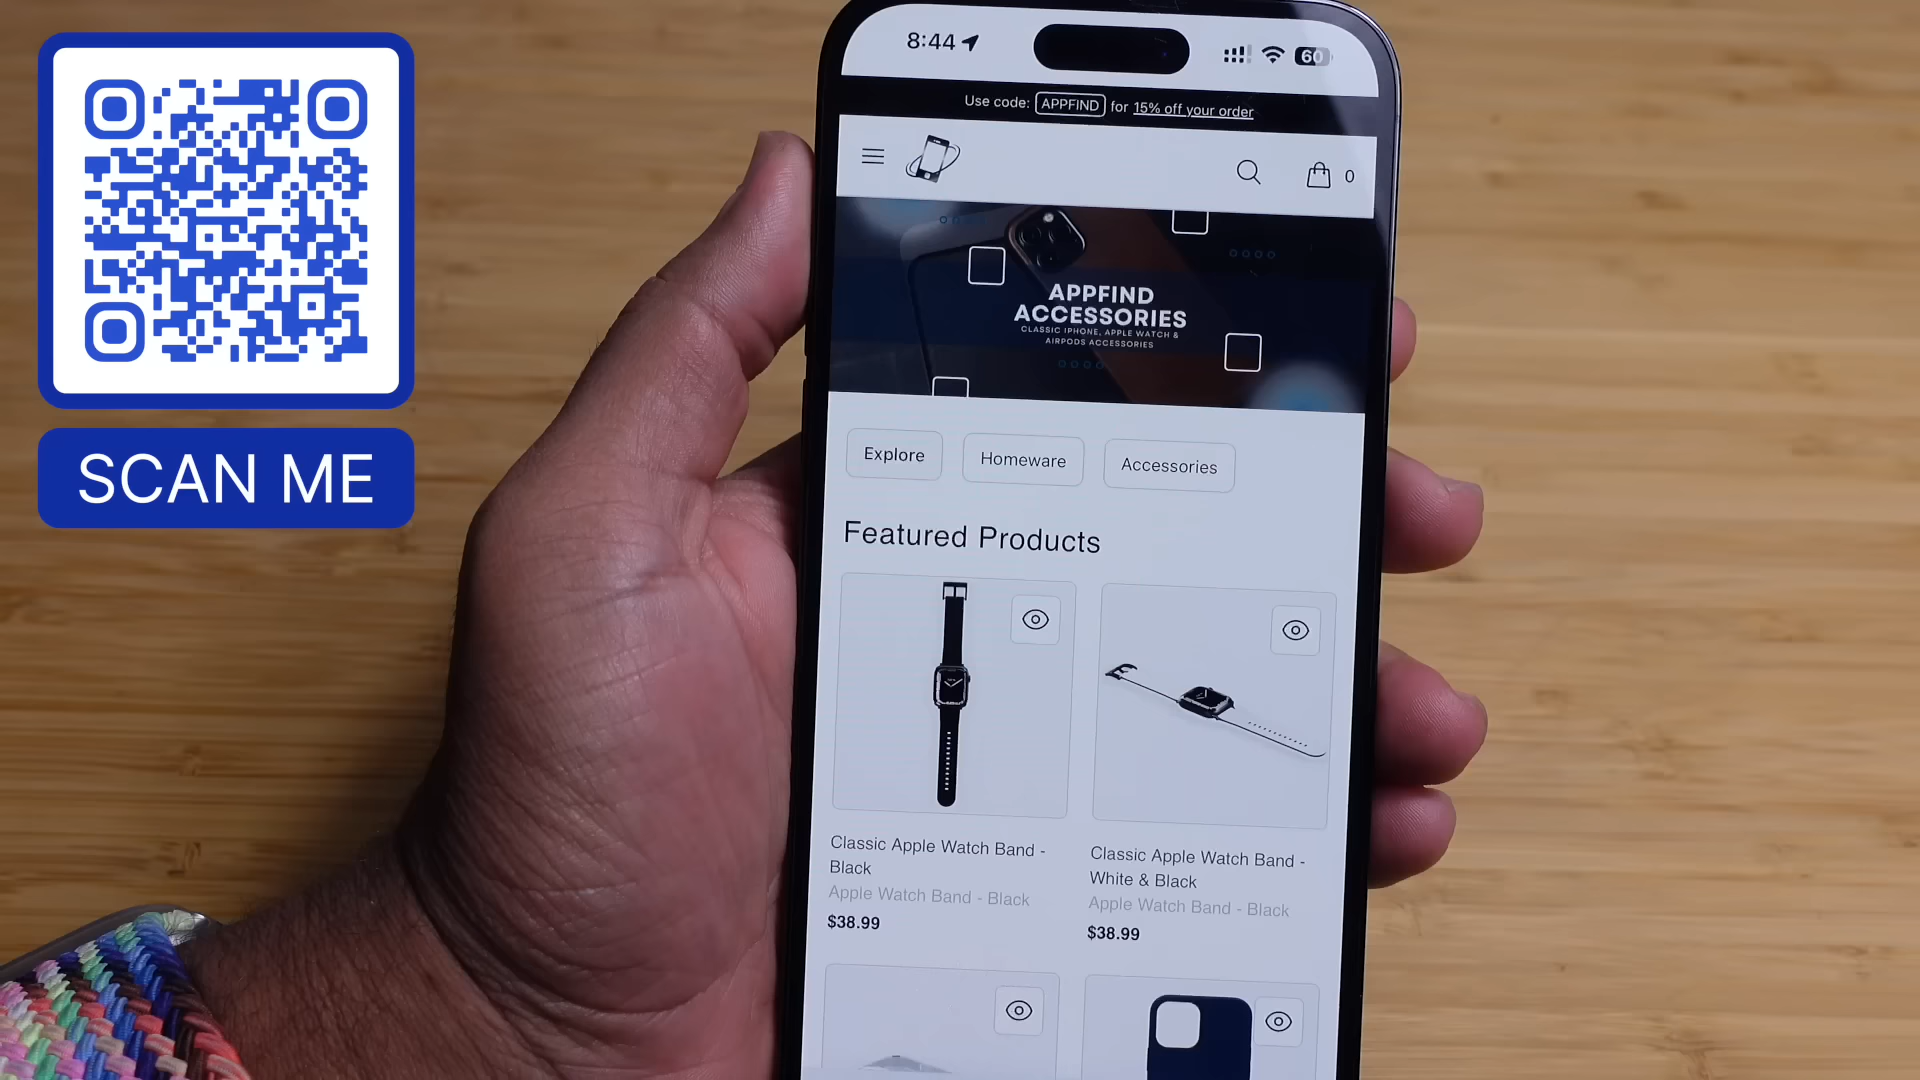 SCAN ME
8:44
60
Use code: APPFIND for 15% off your order
0
APPFIND
ACCESSORIES
CLASSIC IPHONE, APPLE WATCH &
AIRPODS ACCESSORIES
Explore
Homeware
Accessories
Featured Products
Classic Apple Watch Band -
Black
Apple Watch Band - Black
$38.99
Classic Apple Watch Band -
White & Black
Apple Watch Band - Black
$38.99